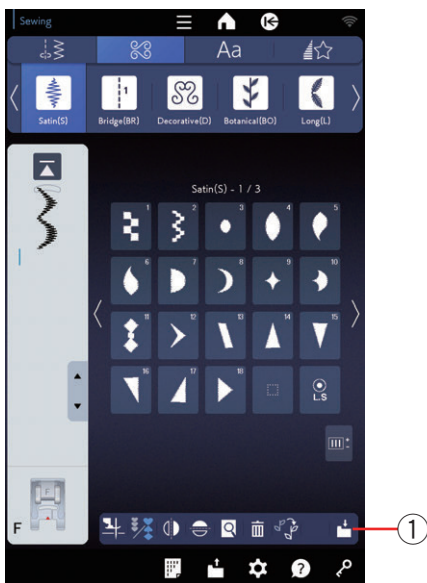 Sewing
Aa
1
Satin(S) Bridge(BR) Decorative(D) Botanical(BO) Long(L)
Satin(S) - 1 / 3
1 2 3 4 5
6 7 8 9 10
11 12 13 14 15
16 17 18 L.S
F
?
1